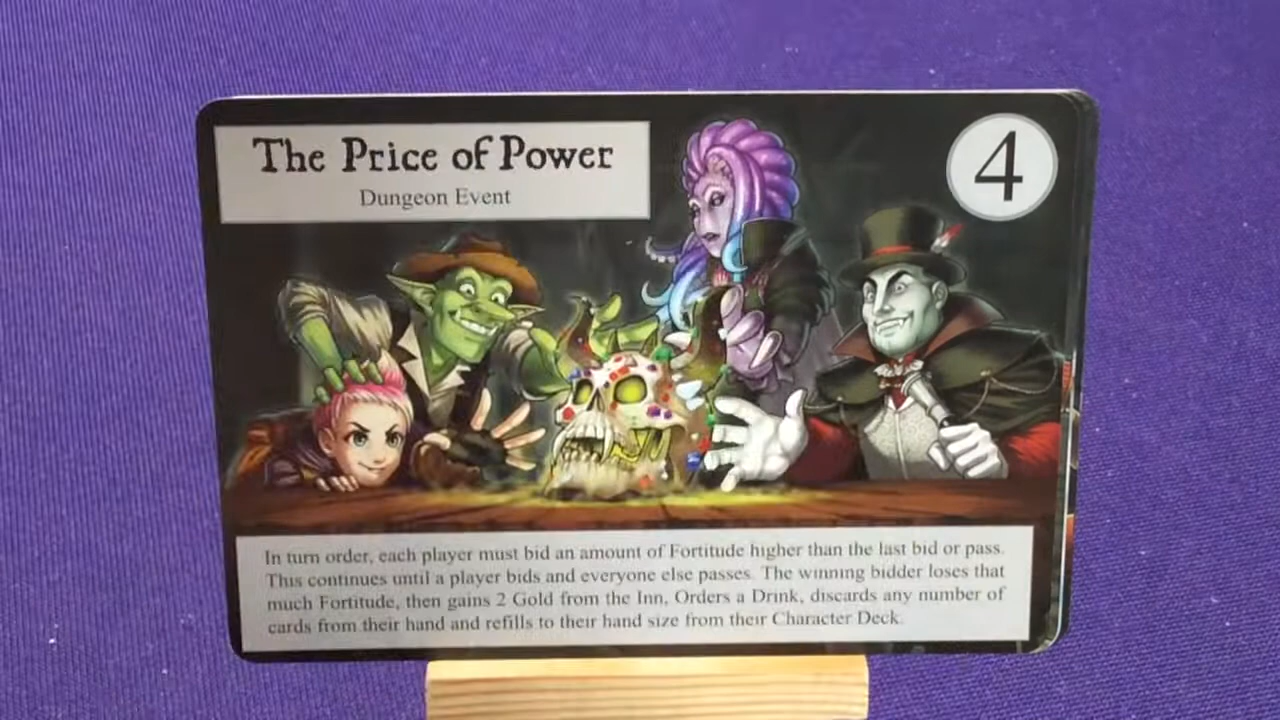 The Price of Power
Dungeon Event
4
In turn order, each player must bid an amount of Fortitude higher than the last bid or pass.
This continues until a player bids and everyone else passes. The winning bidder loses that
much Fortitude, then gains 2 Gold from the Inn, Orders a Drink, discards any number of
cards from their hand and refills to their hand size from their Character Deck.